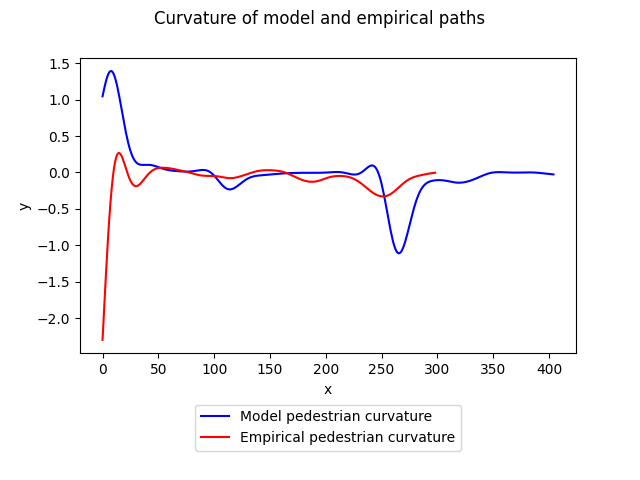 Curvature of model and empirical paths
1.5
1.0
0.5
0.0
−0.5
−1.0
−1.5
−2.0
y
0 50 100 150 200 250 300 350 400
x
Model pedestrian curvature
Empirical pedestrian curvature